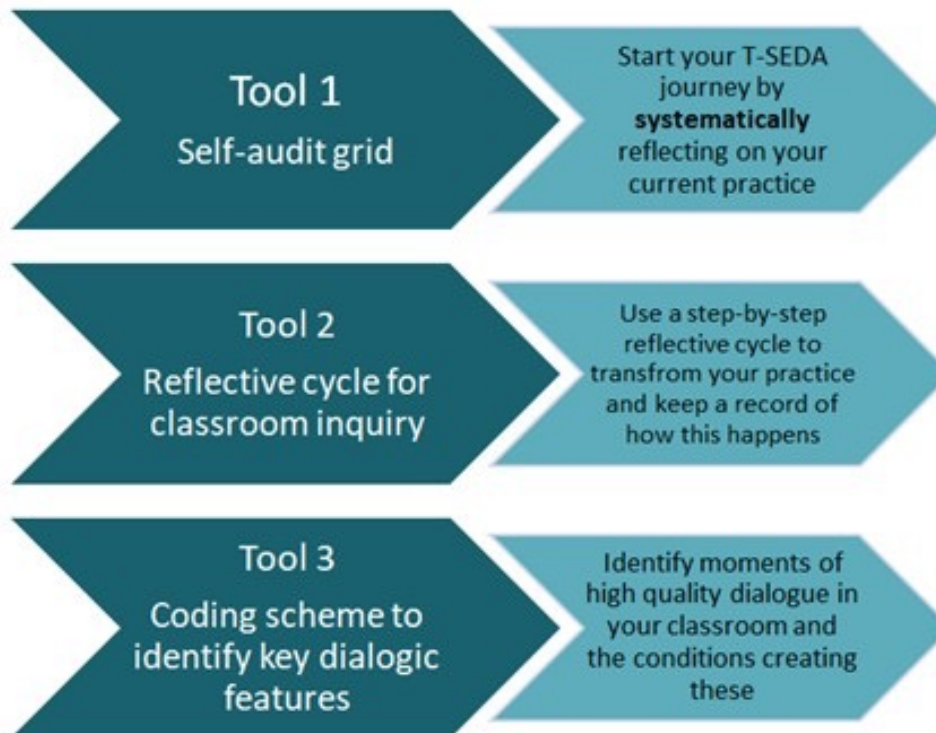 Tool 1
Self-audit grid
Start your T-SEDA
journey by
systematically
reflecting on your
current practice
Tool 2
Reflective cycle for
classroom inquiry
Use a step-by-step
reflective cycle to
transfrom your practice
and keep a record of
how this happens
Tool 3
Coding scheme to
identify key dialogic
features
Identify moments of
high quality dialogue in
your classroom and
the conditions creating
these